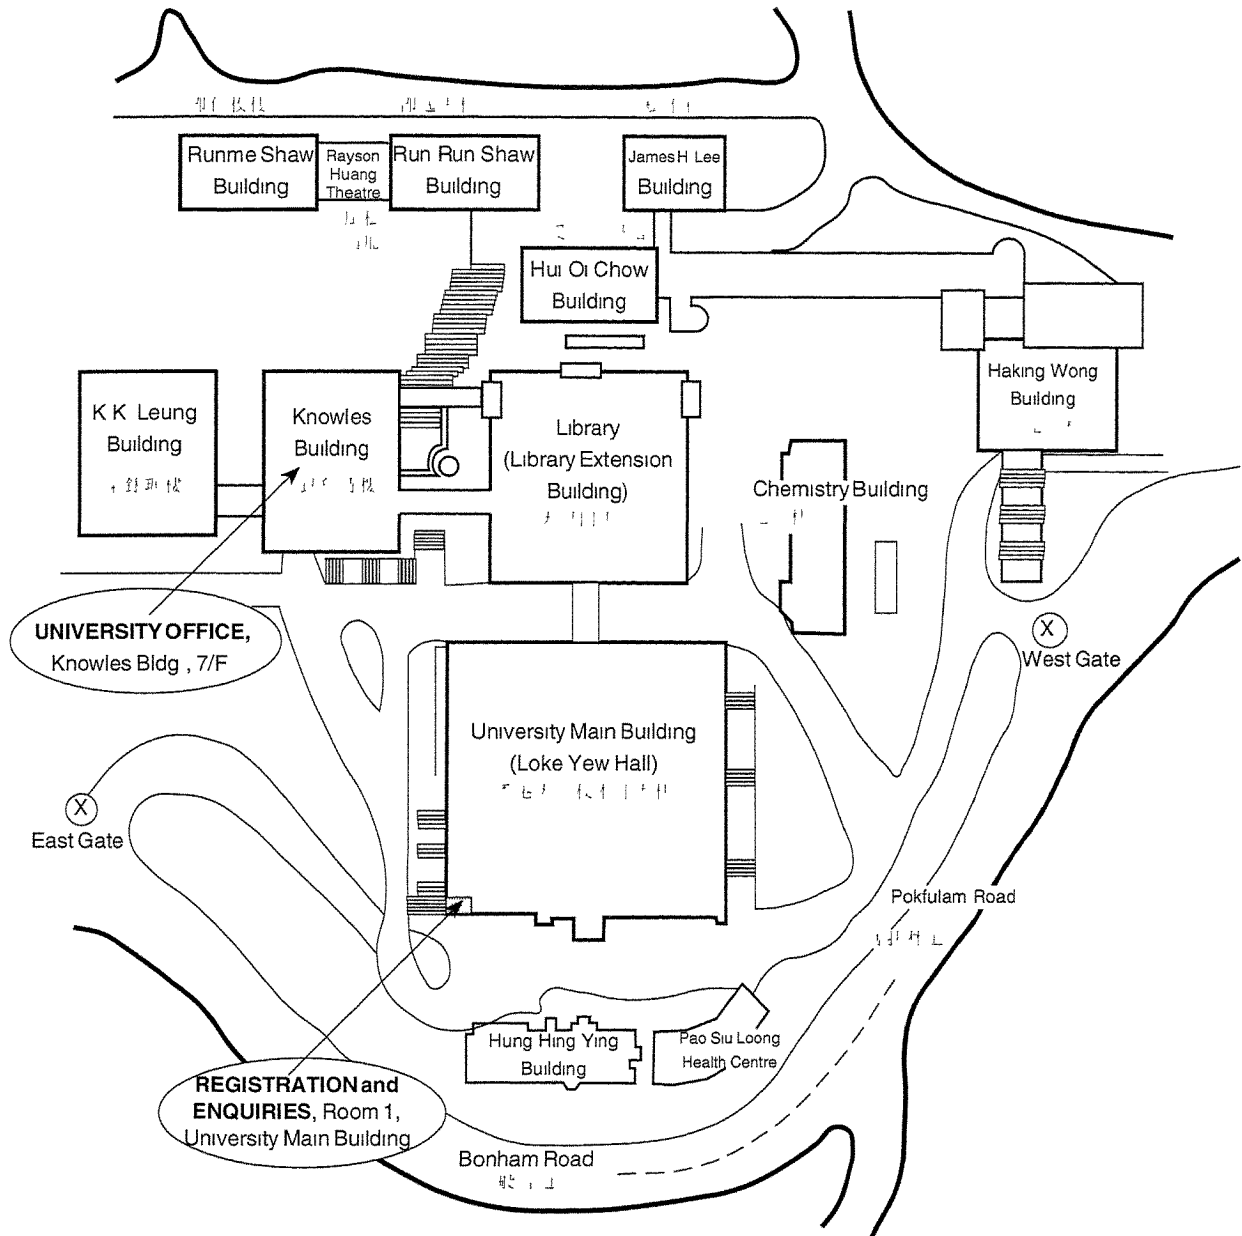 Runme Shaw
Building
Rayson
Huang
Theatre
Run Run Shaw
Building
James H Lee
Building
Hui Oi Chow
Building
K K Leung
Building
Knowles
Building
Library
(Library Extension
Building)
Haking Wong
Building
Chemistry Building
UNIVERSITY OFFICE,
Knowles Bldg , 7/F
X
West Gate
University Main Building
(Loke Yew Hall)
X
East Gate
Pokfulam Road
Hung Hing Ying
Building
Pao Siu Loong
Health Centre
REGISTRATION and
ENQUIRIES, Room 1,
University Main Building
Bonham Road